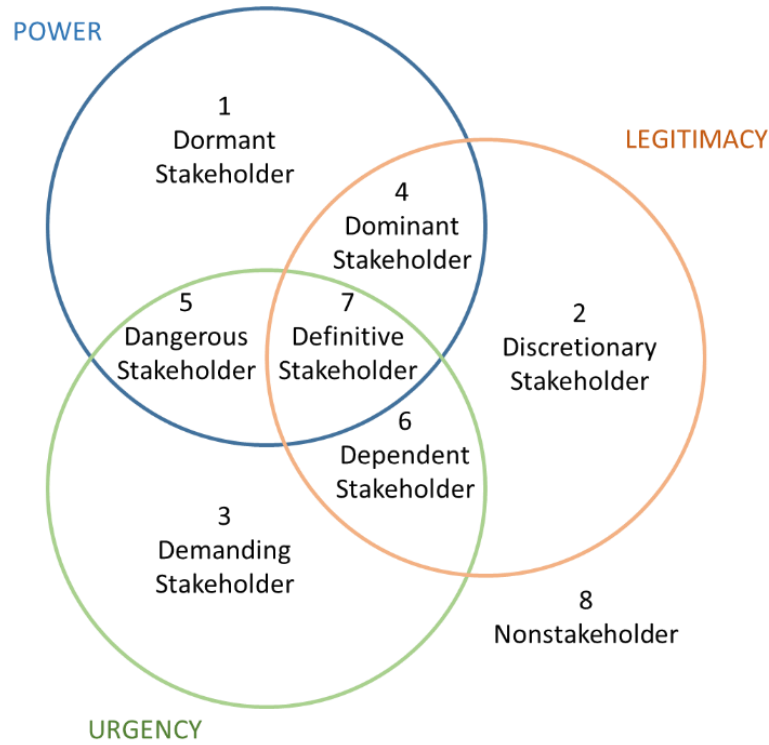 POWER
1
Dormant
Stakeholder
LEGITIMACY
4
Dominant
Stakeholder
5
Dangerous
Stakeholder
7
Definitive
Stakeholder
2
Discretionary
Stakeholder
6
Dependent
Stakeholder
3
Demanding
Stakeholder
8
Nonstakeholder
URGENCY